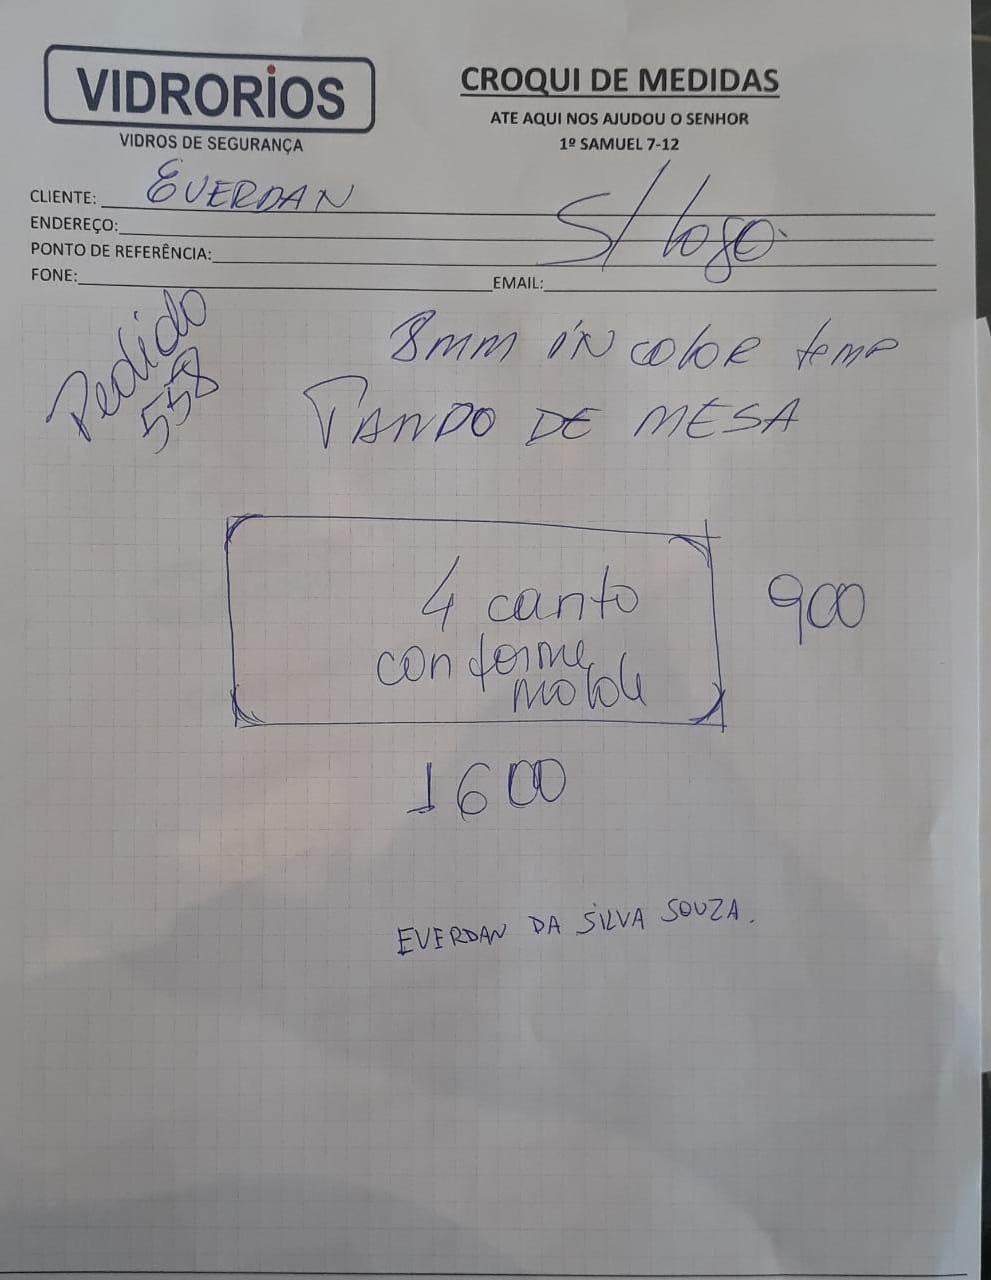 VIDRORIOS
VIDROS DE SEGURANÇA
CROQUI DE MEDIDAS
ATE AQUI NOS AJUDOU O SENHOR
1º SAMUEL 7-12
CLIENTE: EVERDAN
ENDEREÇO:
S/ logo.
PONTO DE REFERÊNCIA:
FONE: EMAIL:
Pedido
558
8mm iNcoloR temp
TANDO DE MESA
4 canto
conforme
molde
900
1600
EVERDAN DA SILVA SOUZA.